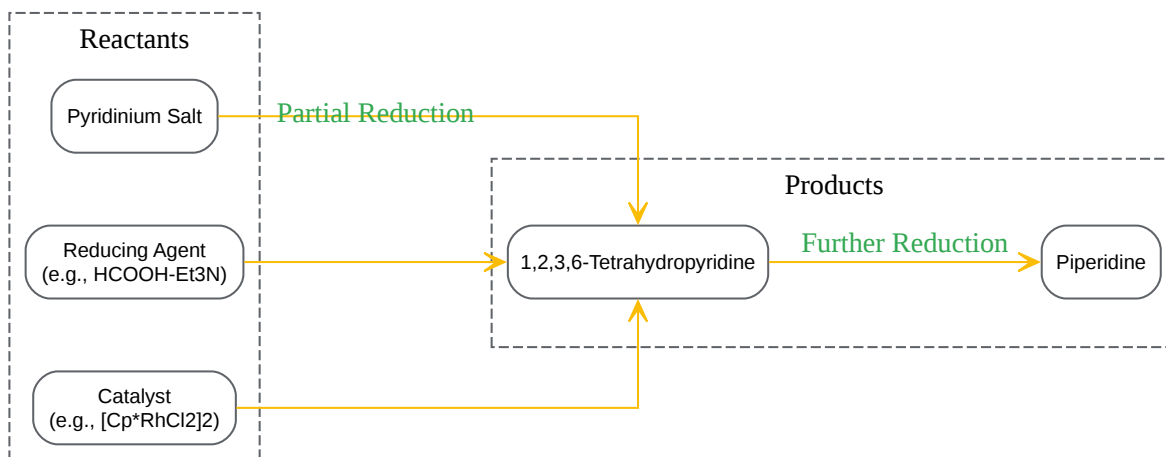 Reactants
Pyridinium Salt
Partial Reduction
Products
Reducing Agent
(e.g., HCOOH-Et3N)
1,2,3,6-Tetrahydropyridine
Further Reduction
Piperidine
Catalyst
(e.g., [Cp*RhCl2]2)